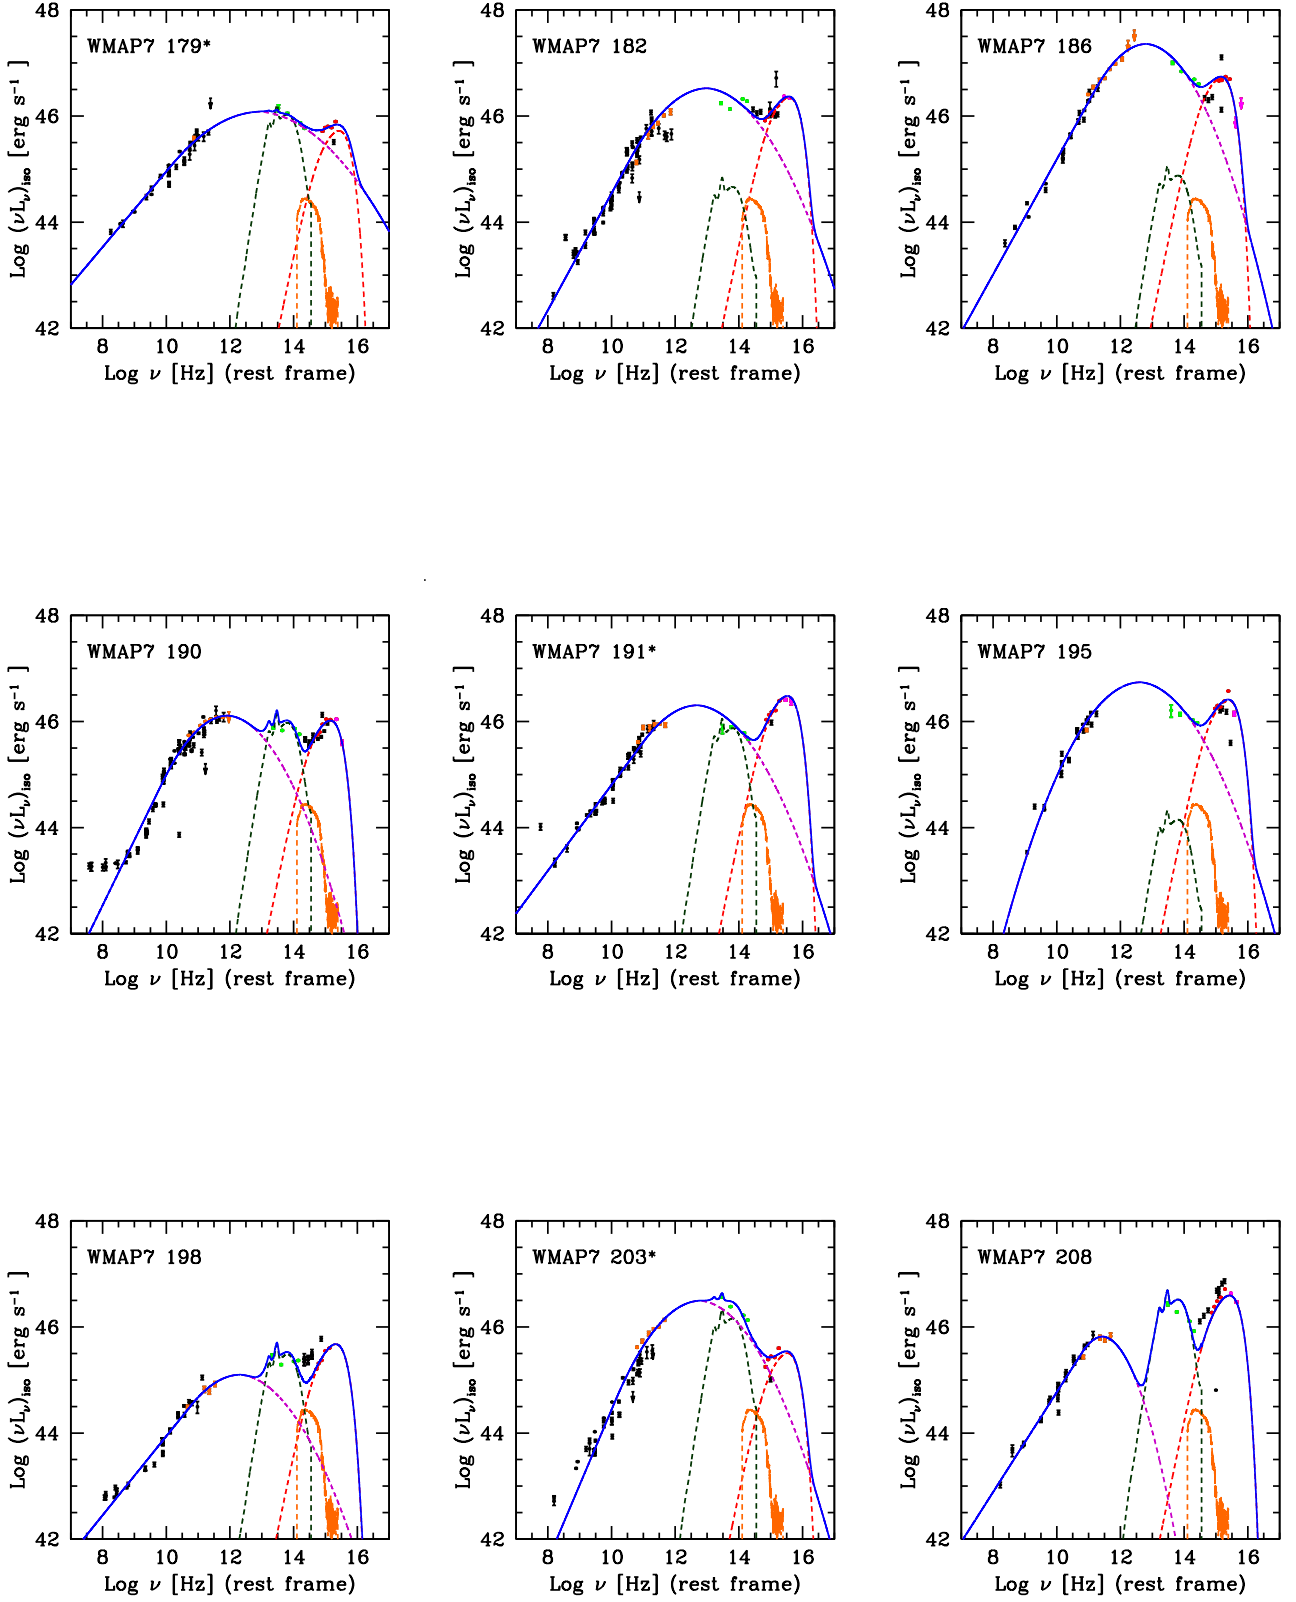 48
46
44
42
Log (νLν)iso [erg s−1 ]
WMAP7 179*
8 10 12 14 16
Log ν [Hz] (rest frame)
48
46
44
42
Log (νLν)iso [erg s−1 ]
WMAP7 182
8 10 12 14 16
Log ν [Hz] (rest frame)
48
46
44
42
Log (νLν)iso [erg s−1 ]
WMAP7 186
8 10 12 14 16
Log ν [Hz] (rest frame)
48
46
44
42
Log (νLν)iso [erg s−1 ]
WMAP7 190
8 10 12 14 16
Log ν [Hz] (rest frame)
48
46
44
42
Log (νLν)iso [erg s−1 ]
WMAP7 191*
8 10 12 14 16
Log ν [Hz] (rest frame)
48
46
44
42
Log (νLν)iso [erg s−1 ]
WMAP7 195
8 10 12 14 16
Log ν [Hz] (rest frame)
48
46
44
42
Log (νLν)iso [erg s−1 ]
WMAP7 198
8 10 12 14 16
Log ν [Hz] (rest frame)
48
46
44
42
Log (νLν)iso [erg s−1 ]
WMAP7 203*
8 10 12 14 16
Log ν [Hz] (rest frame)
48
46
44
42
Log (νLν)iso [erg s−1 ]
WMAP7 208
8 10 12 14 16
Log ν [Hz] (rest frame)